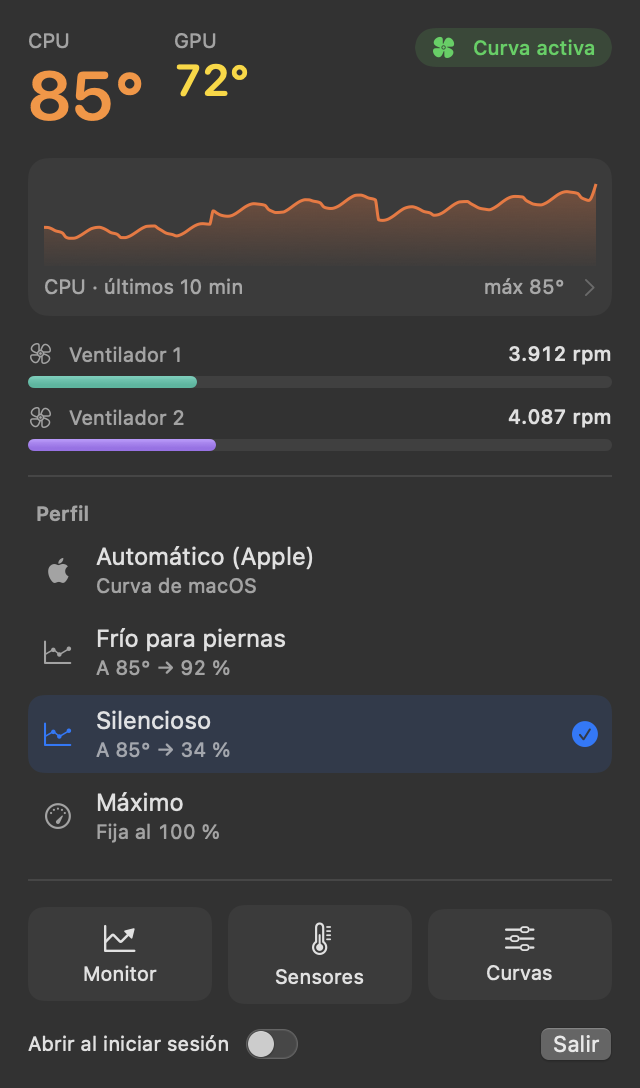 CPU
GPU
Curva activa
85°
72°
CPU · últimos 10 min
máx 85°
Ventilador 1
3.912 rpm
Ventilador 2
4.087 rpm
Perfil
Automático (Apple)
Curva de macOS
Frío para piernas
A 85° → 92 %
Silencioso
A 85° → 34 %
Máximo
Fija al 100 %
Monitor
Sensores
Curvas
Abrir al iniciar sesión
Salir